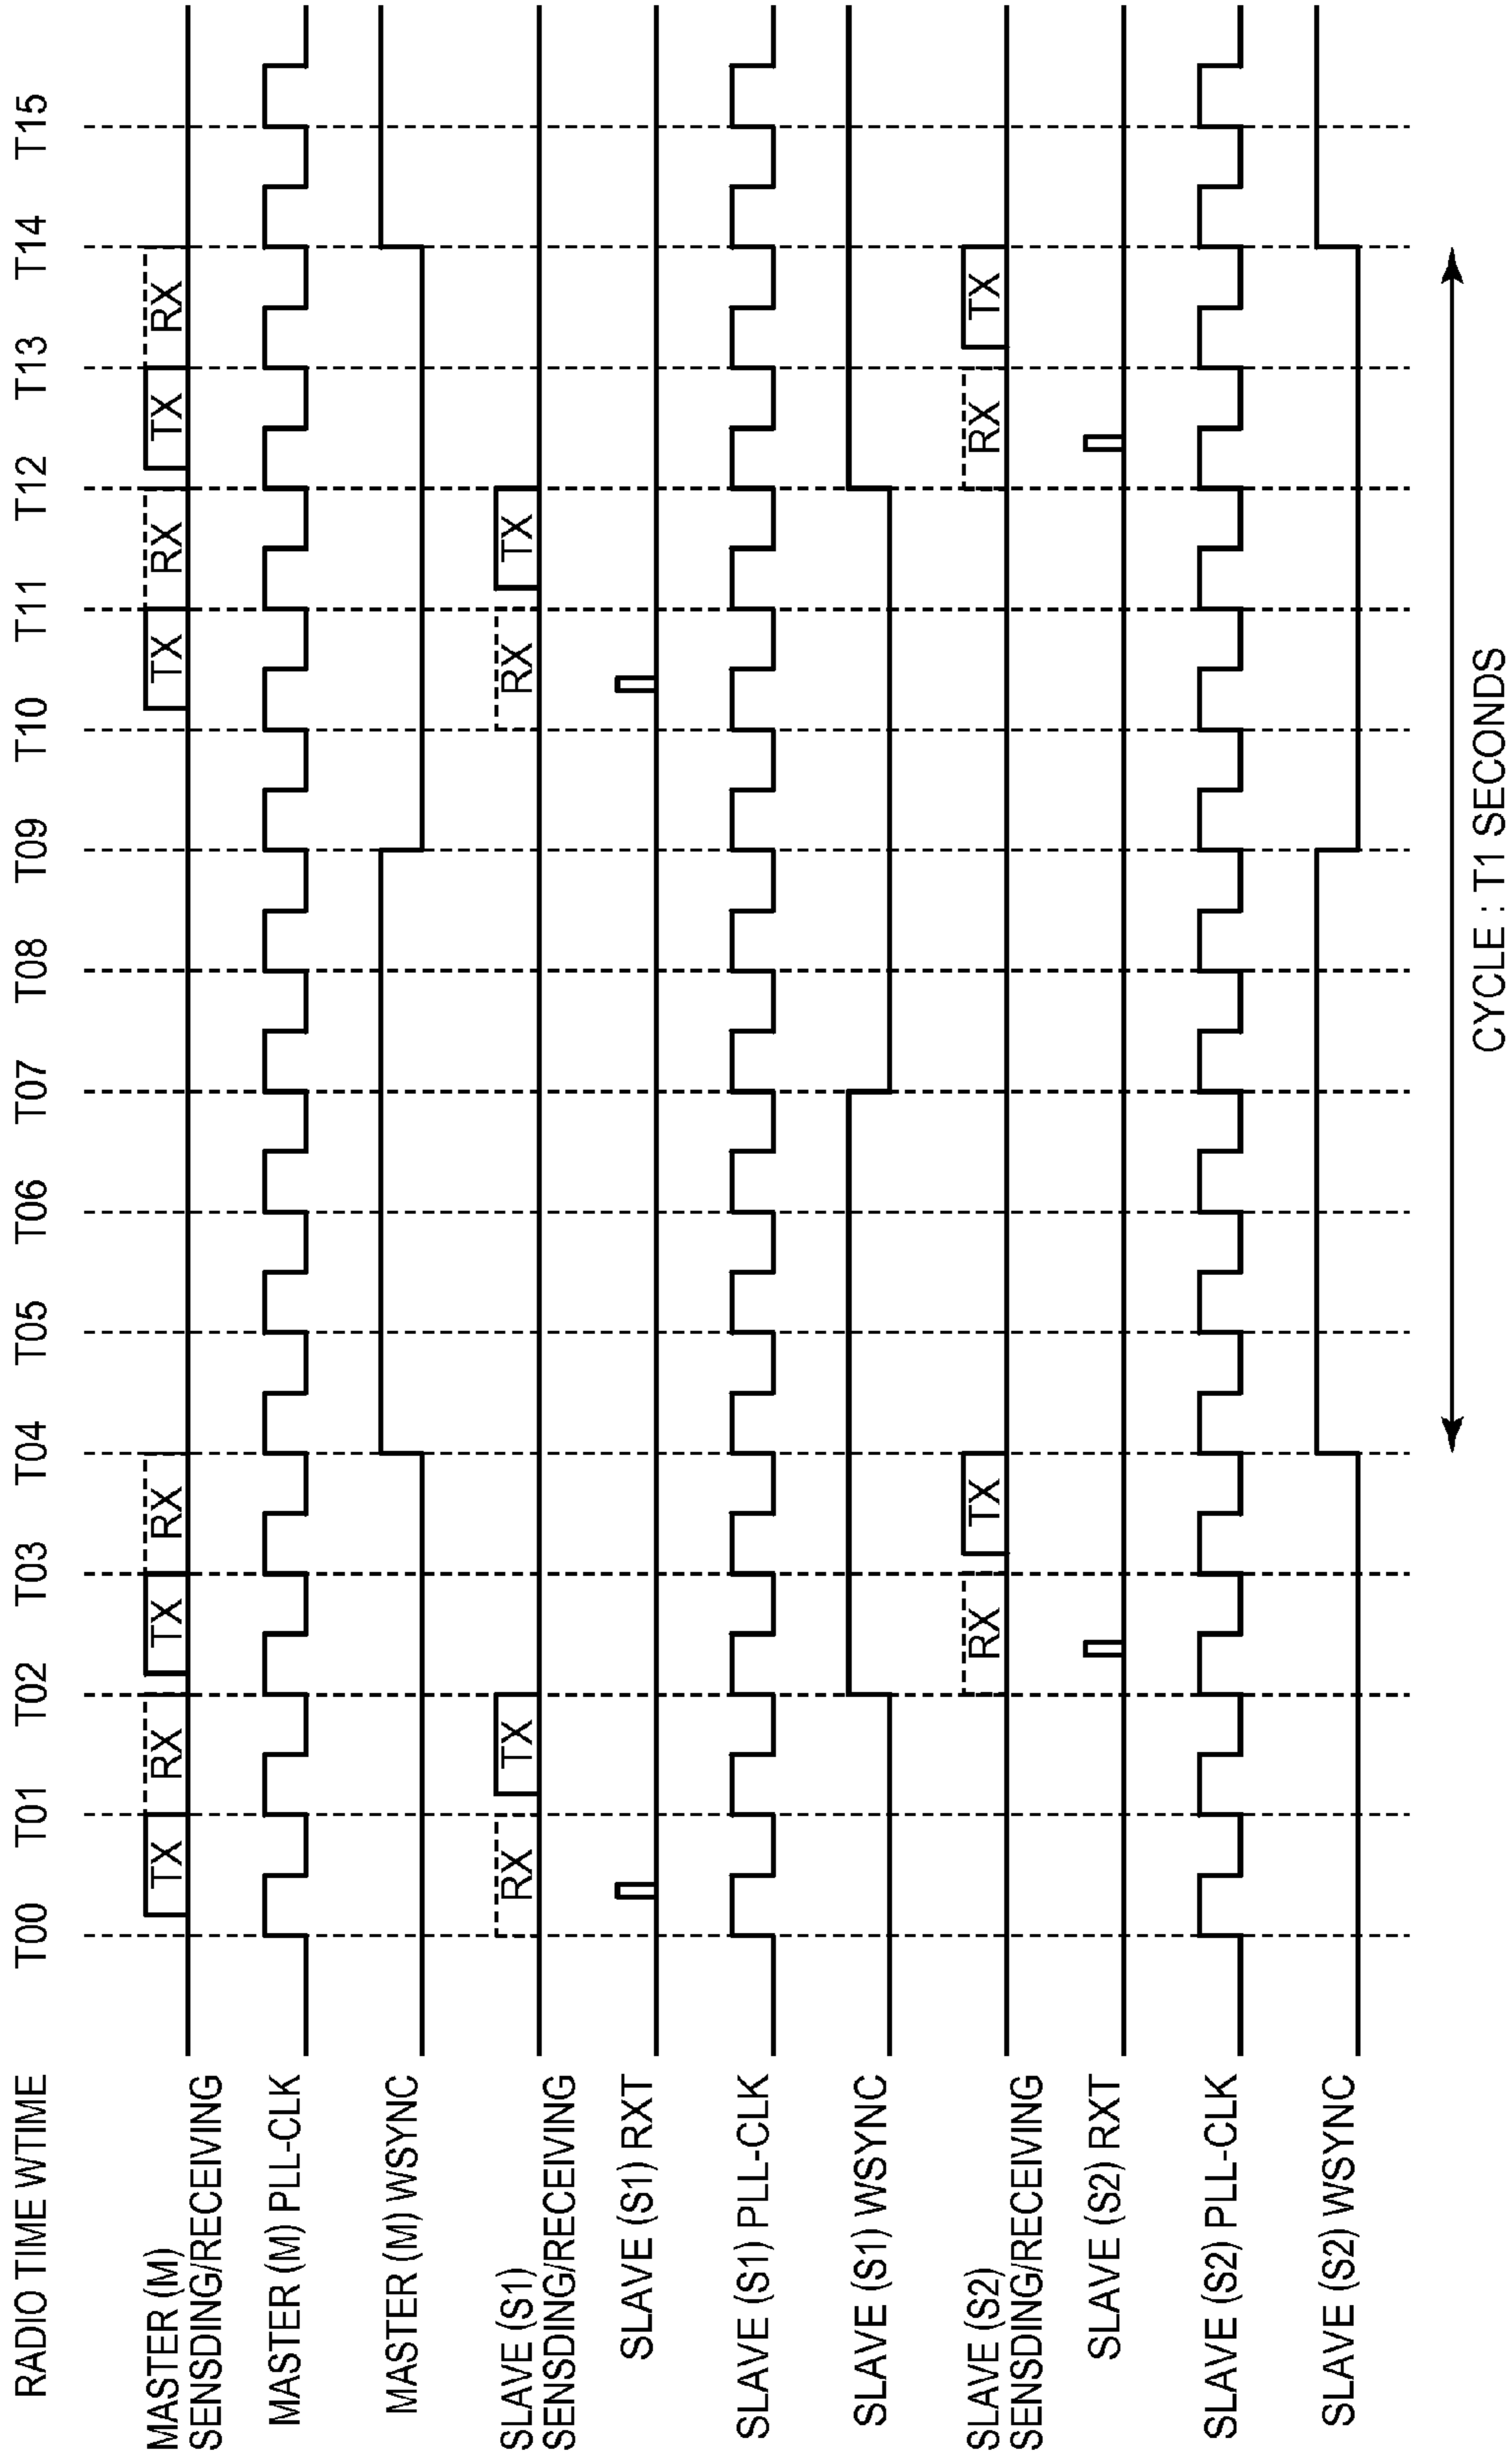 RADIO TIME WTIME T00 T01 T02 T03 T04 T05 T06 T07 T08 T09 T10 T11 T12 T13 T14 T15
MASTER (M)
SENSDING/RECEIVING
TX RX TX RX TX RX TX RX
MASTER (M) PLL-CLK
MASTER (M) WSYNC
SLAVE (S1)
SENSDING/RECEIVING
RX TX RX TX
SLAVE (S1) RXT
SLAVE (S1) PLL-CLK
SLAVE (S1) WSYNC
SLAVE (S2)
SENSDING/RECEIVING
RX TX RX TX
SLAVE (S2) RXT
SLAVE (S2) PLL-CLK
SLAVE (S2) WSYNC
CYCLE : T1 SECONDS